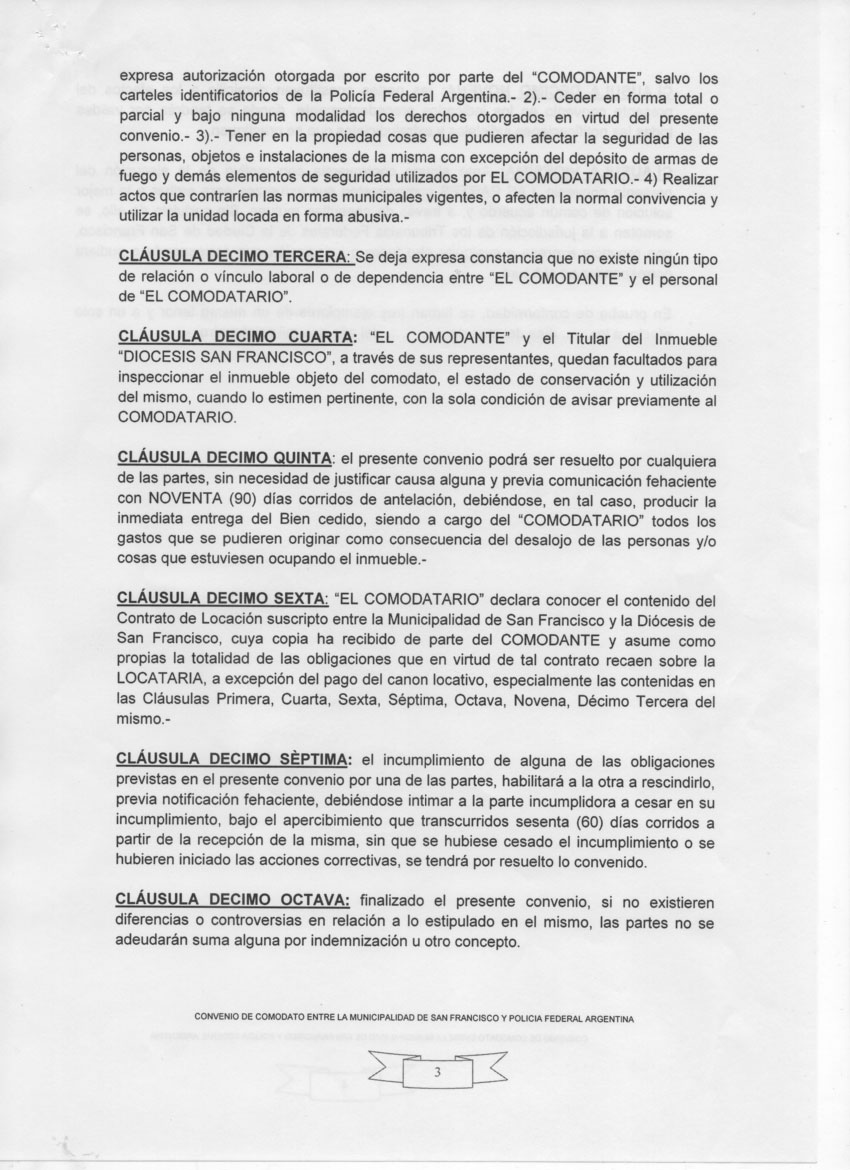 expresa autorización otorgada por escrito por parte del “COMODANTE”, salvo los
carteles identificatorios de la Policía Federal Argentina.- 2).- Ceder en forma total o
parcial y bajo ninguna modalidad los derechos otorgados en virtud del presente
convenio.- 3).- Tener en la propiedad cosas que pudieren afectar la seguridad de las
personas, objetos e instalaciones de la misma con excepción del depósito de armas de
fuego y demás elementos de seguridad utilizados por EL COMODATARIO.- 4) Realizar
actos que contraríen las normas municipales vigentes, o afecten la normal convivencia y
utilizar la unidad locada en forma abusiva.-
CLÁUSULA DECIMO TERCERA: Se deja expresa constancia que no existe ningún tipo
de relación o vínculo laboral o de dependencia entre “EL COMODANTE” y el personal
de “EL COMODATARIO”.
CLÁUSULA DECIMO CUARTA: “EL COMODANTE” y el Titular del Inmueble
“DIOCESIS SAN FRANCISCO”, a través de sus representantes, quedan facultados para
inspeccionar el inmueble objeto del comodato, el estado de conservación y utilización
del mismo, cuando lo estimen pertinente, con la sola condición de avisar previamente al
COMODATARIO.
CLÁUSULA DECIMO QUINTA: el presente convenio podrá ser resuelto por cualquiera
de las partes, sin necesidad de justificar causa alguna y previa comunicación fehaciente
con NOVENTA (90) días corridos de antelación, debiéndose, en tal caso, producir la
inmediata entrega del Bien cedido, siendo a cargo del “COMODATARIO” todos los
gastos que se pudieren originar como consecuencia del desalojo de las personas y/o
cosas que estuviesen ocupando el inmueble.-
CLÁUSULA DECIMO SEXTA: “EL COMODATARIO” declara conocer el contenido del
Contrato de Locación suscripto entre la Municipalidad de San Francisco y la Diócesis de
San Francisco, cuya copia ha recibido de parte del COMODANTE y asume como
propias la totalidad de las obligaciones que en virtud de tal contrato recaen sobre la
LOCATARIA, a excepción del pago del canon locativo, especialmente las contenidas en
las Cláusulas Primera, Cuarta, Sexta, Séptima, Octava, Novena, Décimo Tercera del
mismo.-
CLÁUSULA DECIMO SÈPTIMA: el incumplimiento de alguna de las obligaciones
previstas en el presente convenio por una de las partes, habilitará a la otra a rescindirlo,
previa notificación fehaciente, debiéndose intimar a la parte incumplidora a cesar en su
incumplimiento, bajo el apercibimiento que transcurridos sesenta (60) días corridos a
partir de la recepción de la misma, sin que se hubiese cesado el incumplimiento o se
hubieren iniciado las acciones correctivas, se tendrá por resuelto lo convenido.
CLÁUSULA DECIMO OCTAVA: finalizado el presente convenio, si no existieren
diferencias o controversias en relación a lo estipulado en el mismo, las partes no se
adeudarán suma alguna por indemnización u otro concepto.
CONVENIO DE COMODATO ENTRE LA MUNICIPALIDAD DE SAN FRANCISCO Y POLICIA FEDERAL ARGENTINA
3